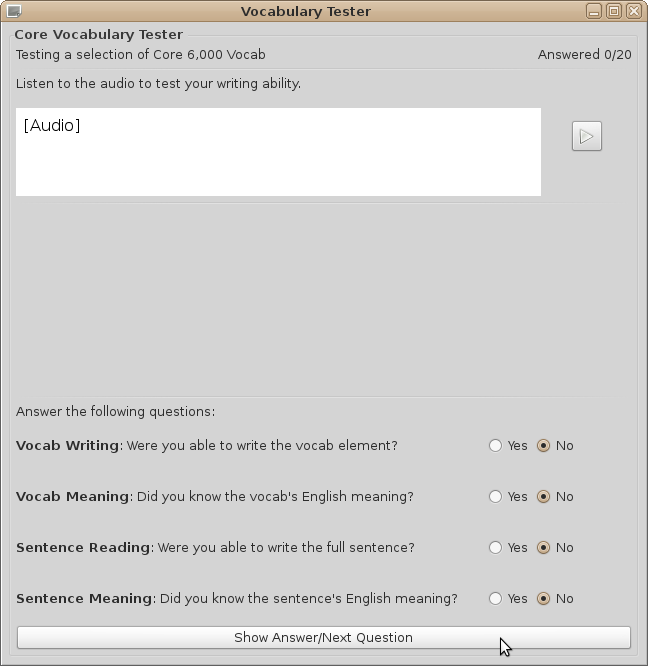 Vocabulary Tester
Core Vocabulary Tester
Testing a selection of Core 6,000 Vocab Answered 0/20
Listen to the audio to test your writing ability.
[Audio]
Answer the following questions:
Vocab Writing: Were you able to write the vocab element? Yes No
Vocab Meaning: Did you know the vocab's English meaning? Yes No
Sentence Reading: Were you able to write the full sentence? Yes No
Sentence Meaning: Did you know the sentence's English meaning? Yes No
Show Answer/Next Question